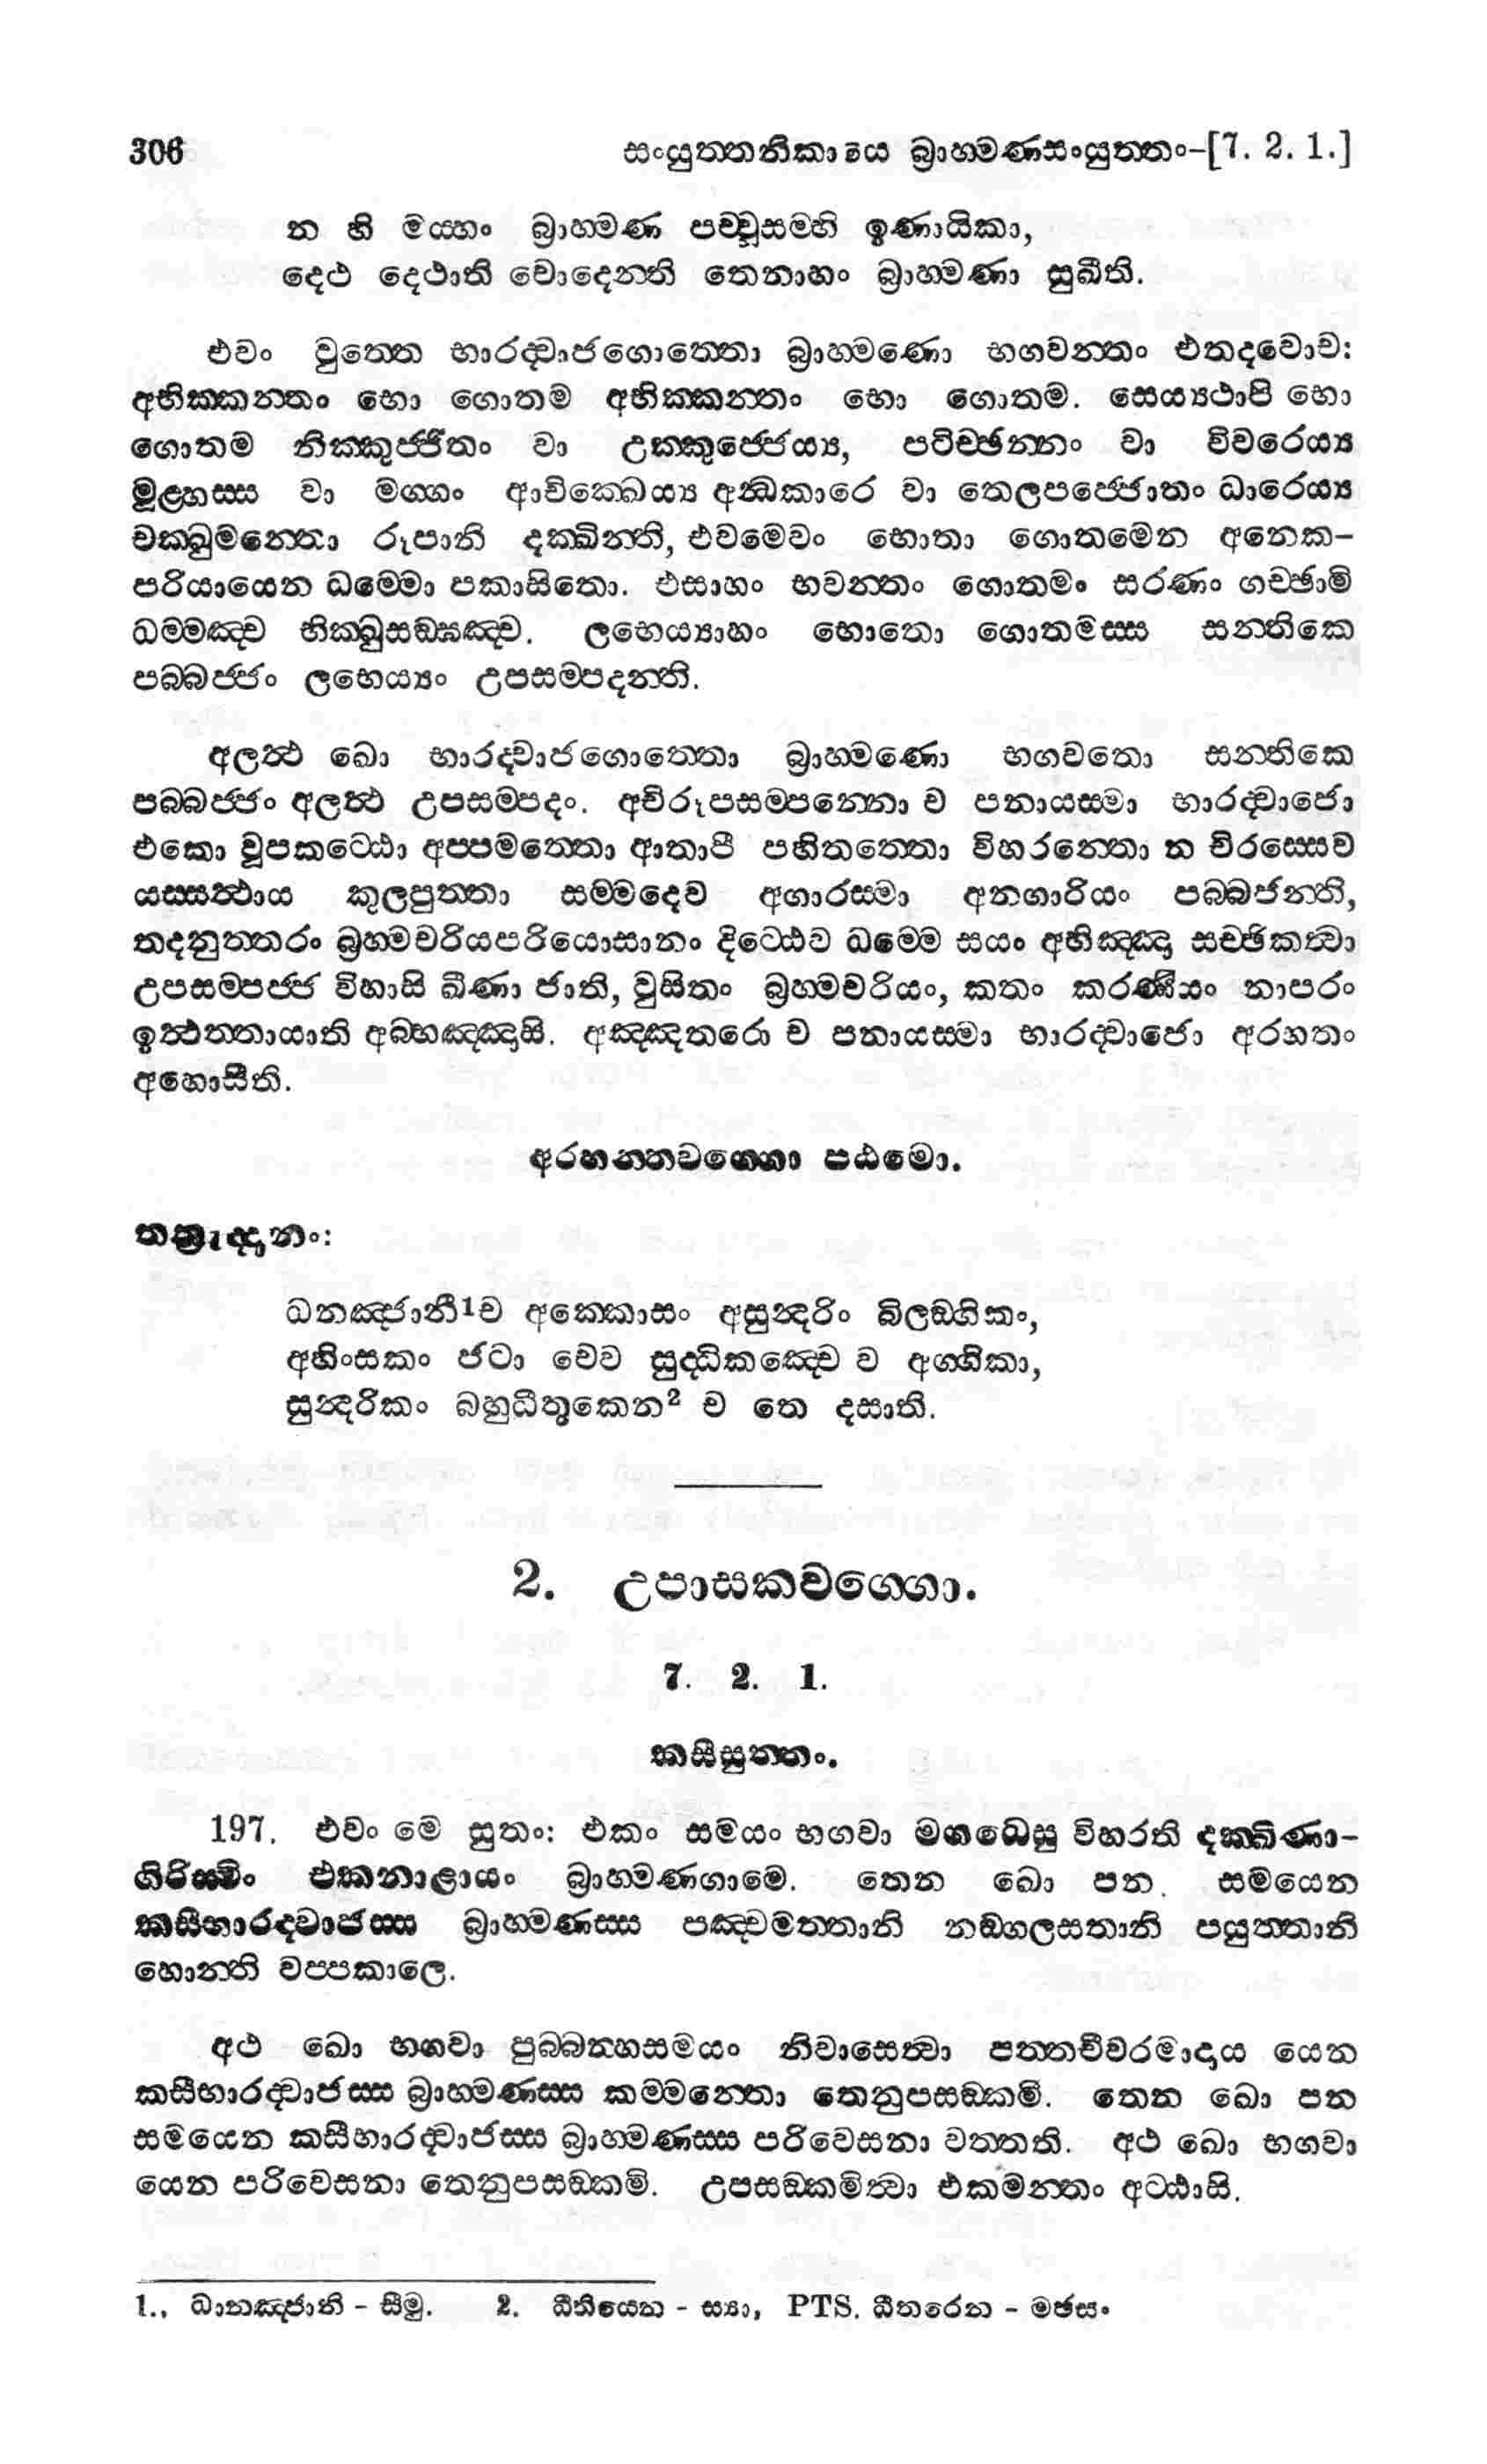 306 සංයුත්තනිකායෙ බ්‍රාහ්මණසංයුත්තං-[7. 2. 1.]
න හි මය්හං බ්‍රාහ්මණ පච්චූසම්හි ඉණායිකා,
දෙථ දෙථාති චොදෙන්ති තෙනාහං බ්‍රාහ්මණා සුඛීති.
එවං වුත්තෙ භාරද්වාජගොත්තො බ්‍රාහ්මණො භගවන්තං එතදවොච:
අභික්කන්තං භො ගොතම අභික්කන්තං භො ගොතම. සෙය්‍යථාපි භො
ගොතම නික්කුජ්ජිතං වා උක්කුජ්ජෙය්‍ය, පටිච්ඡන්නං වා විවරෙය්‍ය
මූළ්හස්ස වා මග්ගං ආචික්ඛෙය්‍ය අන්ධකාරෙ වා තෙලපජ්ජොතං ධාරෙය්‍ය
චක්ඛුමන්තො රූපානි දක්ඛින්ති, එවමෙවං භොතා ගොතමෙන අනෙක-
පරියායෙන ධම්මො පකාසිතො. එසාහං භවන්තං ගොතමං සරණං ගච්ඡාමි
ධම්මඤ්ච භික්ඛුසඞ්ඝඤ්ච. ලභෙය්‍යාහං භොතො ගොතමස්ස සන්තිකෙ
පබ්බජ්ජං ලභෙය්‍යං උපසම්පදන්ති.
අලත්ථ ඛො භාරද්වාජගොත්තො බ්‍රාහ්මණො භගවතො සන්තිකෙ
පබ්බජ්ජං අලත්ථ උපසම්පදං. අචිරූපසම්පන්නො ච පනායස්මා භාරද්වාජො
එකො වූපකට්ඨො අප්පමත්තො ආතාපී පහිතත්තො විහරන්තො න චිරස්සෙව
යස්සත්ථාය කුලපුත්තා සම්මදෙව අගාරස්මා අනගාරියං පබ්බජන්ති,
තදනුත්තරං බ්‍රහ්මචරියපරියොසානං දිට්ඨෙව ධම්මෙ සයං අභිඤ්ඤා සච්ඡිකත්වා
උපසම්පජ්ජ විහාසි ඛීණා ජාති, වුසිතං බ්‍රහ්මචරියං, කතං කරණීයං නාපරං
ඉත්ථත්තායාති අබ්භඤ්ඤාසි. අඤ්ඤතරො ච පනායස්මා භාරද්වාජො අරහතං
අහොසීති.
අරහන්තවග්ගො පඨමො.
තත්‍රැද්දානං:
ධනඤ්ජානී1ච අක්කොසං අසුන්දරිං බිලඞ්ගිකං,
අහිංසකං ජටා චෙව සුද්ධිකඤ්චෙ ව අග්ගිකා,
සුන්දරිකං බහුධීතුකෙන2 ච තෙ දසාති.
2. උපාසකවග්ගො.
7. 2. 1.
කසීසුත්තං.
197. එවං මෙ සුතං: එකං සමයං භගවා මගධෙසු විහරති දක්ඛිණා-
ගිරිස්මිං එකනාළායං බ්‍රාහ්මණගාමෙ. තෙන ඛො පන සමයෙන
කසිභාරද්වාජස්ස බ්‍රාහ්මණස්ස පඤ්චමත්තානි නඞ්ගලසතානි පයුත්තානි
හොන්ති වප්පකාලෙ.
අථ ඛො භගවා පුබ්බන්හසමයං නිවාසෙත්වා පත්තචීවරමාදාය යෙන
කසීභාරද්වාජස්ස බ්‍රාහ්මණස්ස කම්මන්තො තෙනුපසඞ්කමි. තෙන ඛො පන
සමයෙන කසීභාරද්වාජස්ස බ්‍රාහ්මණස්ස පරිවෙසනා වත්තති. අථ ඛො භගවා
යෙන පරිවෙසනා තෙනුපසඞ්කමි. උපසඞ්කමිත්වා එකමන්තං අට්ඨාසි.
1., ධානඤ්ජානි - සීමු. 2. ධීතියෙන - ස්‍යා, PTS. ධීතරෙන - මඡසං